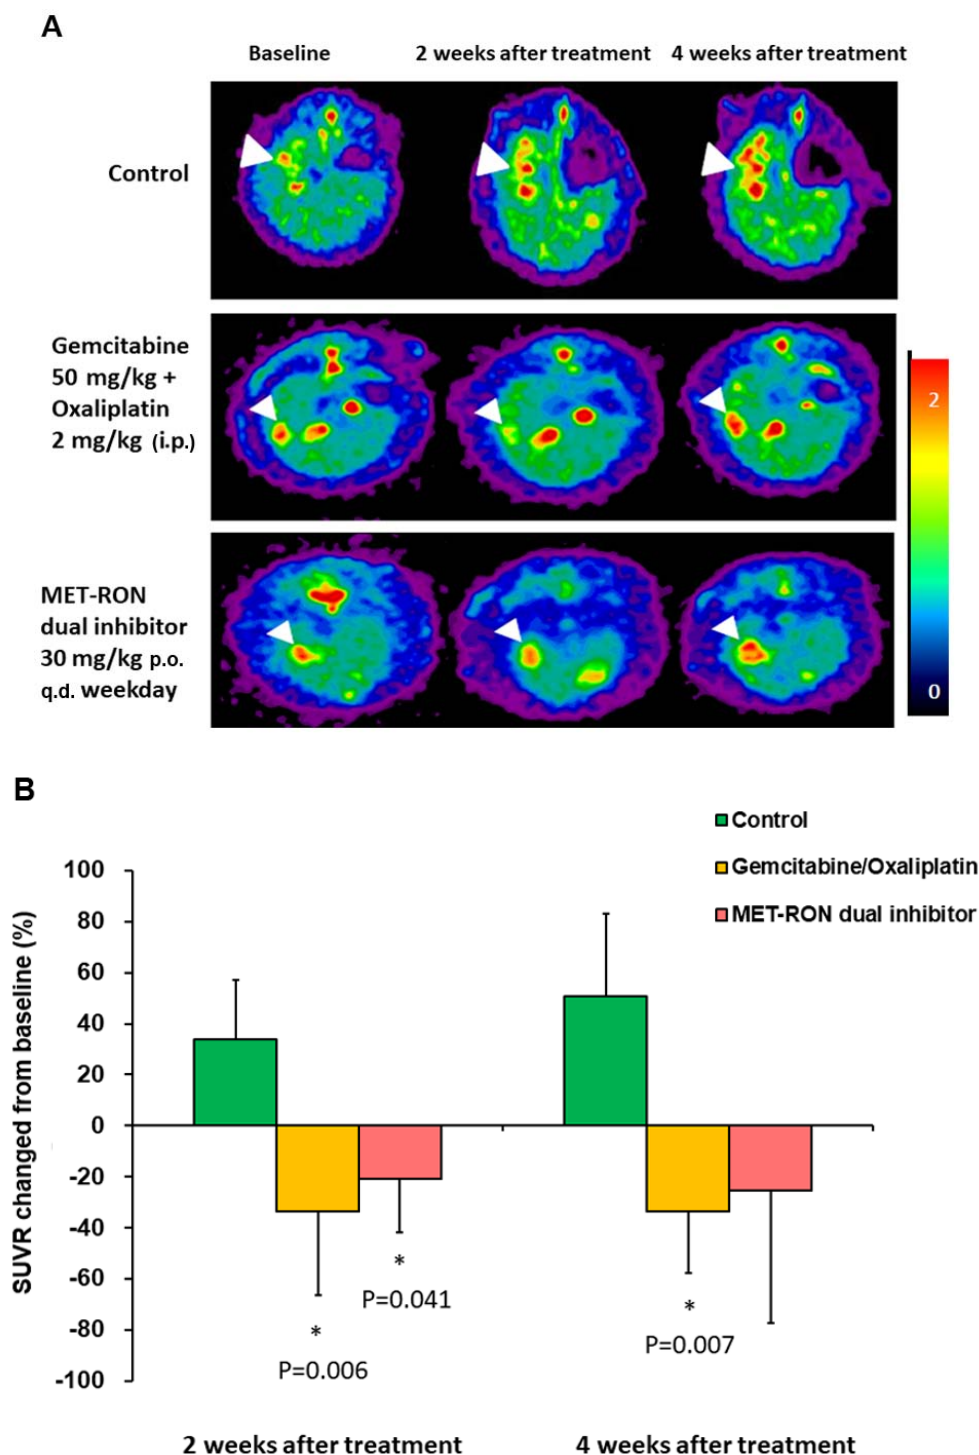 A
Baseline
2 weeks after treatment
4 weeks after treatment
Control
Gemcitabine
50 mg/kg +
Oxaliplatin
2 mg/kg (i.p.)
2
0
MET-RON
dual inhibitor
30 mg/kg p.o.
q.d. weekday
B
Control
Gemcitabine/Oxaliplatin
MET-RON dual inhibitor
SUVR changed from baseline (%)
100
80
60
40
20
0
-20
-40
-60
-80
-100
*
P=0.006
*
P=0.041
*
P=0.007
2 weeks after treatment
4 weeks after treatment